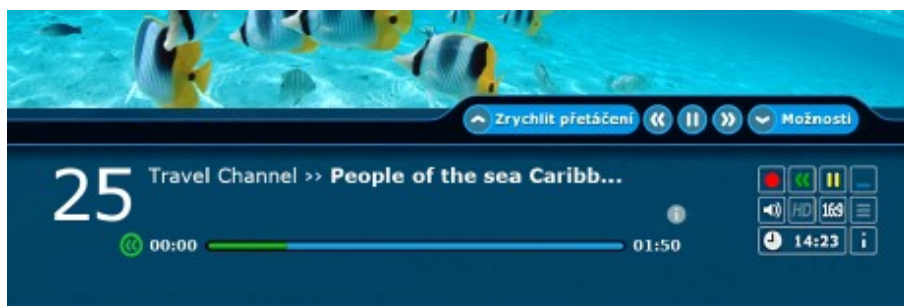 Zrychlit přetáčení
Možnosti
25 Travel Channel >> People of the sea Caribb...
HD 16:9
00:00 01:50
14:23 i